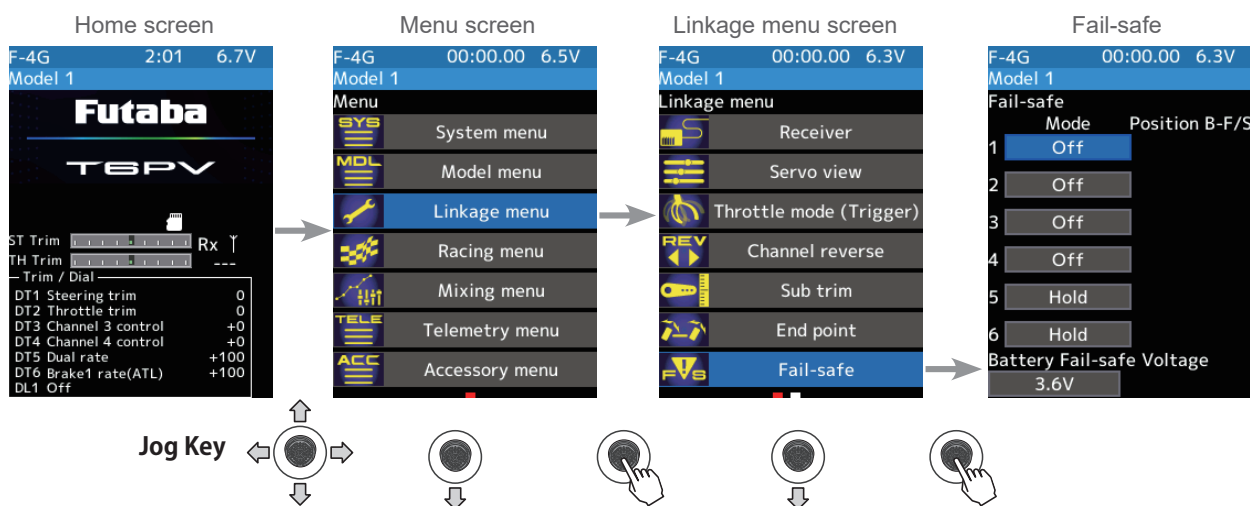 Home screen
F-4G 2:01 6.7V
Model 1
Futaba
T6PV
ST Trim Rx
TH Trim ---
Trim / Dial
DT1 Steering trim 0
DT2 Throttle trim 0
DT3 Channel 3 control +0
DT4 Channel 4 control +0
DT5 Dual rate +100
DT6 Brake1 rate(ATL) +100
DL1 Off
Menu screen
F-4G 00:00.00 6.5V
Model 1
Menu
SYS System menu
MDL Model menu
Linkage menu
Racing menu
Mixing menu
TELE Telemetry menu
ACC Accessory menu
Linkage menu screen
F-4G 00:00.00 6.3V
Model 1
Linkage menu
Receiver
Servo view
Throttle mode (Trigger)
REV Channel reverse
Sub trim
End point
F/S Fail-safe
Fail-safe
F-4G 00:00.00 6.3V
Model 1
Fail-safe
Mode Position B-F/S
1 Off
2 Off
3 Off
4 Off
5 Hold
6 Hold
Battery Fail-safe Voltage
3.6V
Jog Key